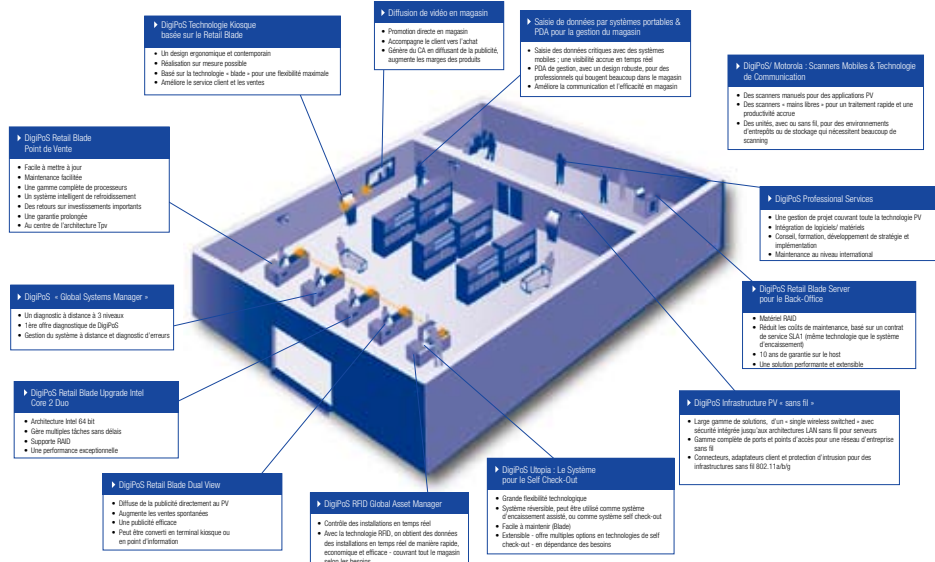 DigiPoS Technologie Kiosque
basée sur le Retail Blade
• Un design ergonomique et contemporain
• Réalisation sur mesure possible
• Basé sur la technologie « blade » pour une flexibilité maximale
• Améliore le service client et les ventes
Diffusion de vidéo en magasin
• Promotion directe en magasin
• Accompagne le client vers l'achat
• Génère du CA en diffusant de la publicité,
augmente les marges des produits
Saisie de données par systèmes portables &
PDA pour la gestion du magasin
• Saisie des données critiques avec des systèmes
mobiles ; une visibilité accrue en temps réel
• PDA de gestion, avec un design robuste, pour des
professionnels qui bougent beaucoup dans le magasin
• Améliore la communication et l'efficacité en magasin
DigiPoS/ Motorola : Scanners Mobiles & Technologie
de Communication
• Des scanners manuels pour des applications PV
• Des scanners « mains libres » pour un traitement rapide et une
productivité accrue
• Des unités, avec ou sans fil, pour des environnements
d'entrepôts ou de stockage qui nécessitent beaucoup de
scanning
DigiPoS Retail Blade
Point de Vente
• Facile à mettre à jour
• Maintenance facilitée
• Une gamme complète de processeurs
• Un système intelligent de refroidissement
• Des retours sur investissements importants
• Une garantie prolongée
• Au centre de l'architecture Tpv
DigiPoS Professional Services
• Une gestion de projet couvrant toute la technologie PV
• Intégration de logiciels/ matériels
• Conseil, formation, développement de stratégie et
implémentation
• Maintenance au niveau international
DigiPoS « Global Systems Manager »
• Un diagnostic à distance à 3 niveaux
• 1ère offre diagnostique de DigiPoS
• Gestion du système à distance et diagnostic d'erreurs
DigiPoS Retail Blade Server
pour le Back-Office
• Matériel RAID
• Réduit les coûts de maintenance, basé sur un contrat
de service SLA1 (même technologie que le système
d'encaissement)
• 10 ans de garantie sur le host
• Une solution performante et extensible
DigiPoS Retail Blade Upgrade Intel
Core 2 Duo
• Architecture Intel 64 bit
• Gère multiples tâches sans délais
• Supporte RAID
• Une performance exceptionnelle
DigiPoS Infrastructure PV « sans fil »
• Large gamme de solutions, d'un « single wireless switched » avec
sécurité intégrée jusqu'aux architectures LAN sans fil pour serveurs
• Gamme complète de ports et points d'accès pour une réseau d'entreprise
sans fil
• Connecteurs, adaptateurs client et protection d'intrusion pour des
infrastructures sans fil 802.11a/b/g
DigiPoS Retail Blade Dual View
• Diffuse de la publicité directement au PV
• Augmente les ventes spontanées
• Une publicité efficace
• Peut être converti en terminal kiosque ou
en point d'information
DigiPoS RFID Global Asset Manager
• Contrôle des installations en temps réel
• Avec la technologie RFID, on obtient des données
des installations en temps réel de manière rapide,
economique et efficace - couvrant tout le magasin
selon les besoins
DigiPoS Utopia : Le Système
pour le Self Check-Out
• Grande flexibilité technologique
• Système réversible, peut être utilisé comme système
d'encaissement assisté, ou comme système self check-out
• Facile à maintenir (Blade)
• Extensible - offre multiples options en technologies de self
check-out - en dépendance des besoins